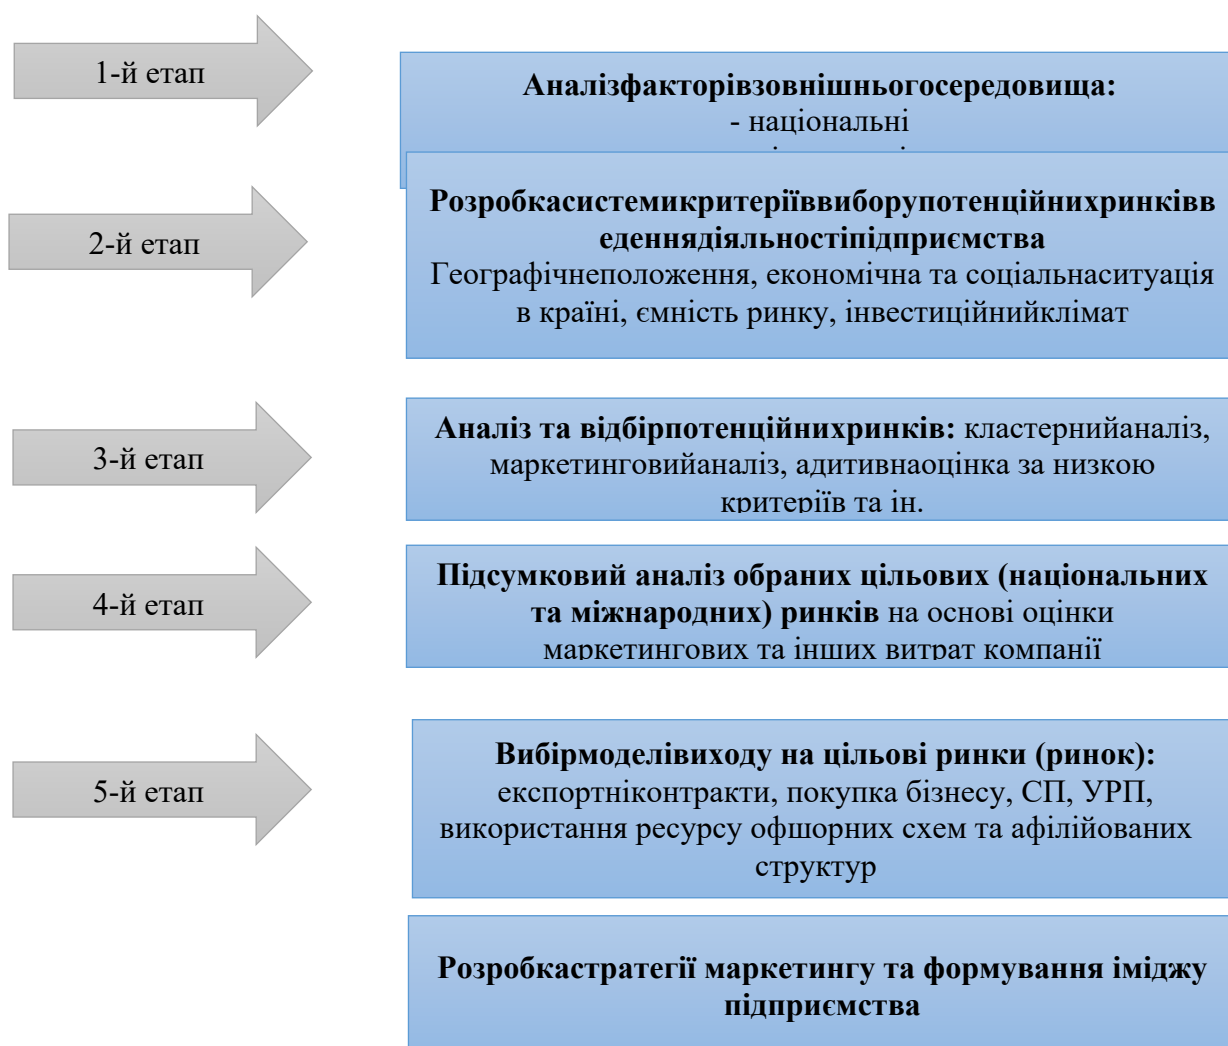 1-й етап
Аналізфакторівзовнішньогосередовища:
- національні
2-й етап
Розробкасистемикритеріїввиборупотенційнихринківв
еденнядіяльностіпідприємства
Географічнеположення, економічна та соціальнаситуація
в країні, ємність ринку, інвестиційнийклімат
3-й етап
Аналіз та відбірпотенційнихринків: кластернийаналіз,
маркетинговийаналіз, адитивнаоцінка за низкою
критеріїв та ін.
4-й етап
Підсумковий аналіз обраних цільових (національних
та міжнародних) ринків на основі оцінки
маркетингових та інших витрат компанії
5-й етап
Вибірмоделівиходу на цільові ринки (ринок):
експортніконтракти, покупка бізнесу, СП, УРП,
використання ресурсу офшорних схем та афілійованих
структур
Розробкастратегії маркетингу та формування іміджу
підприємства